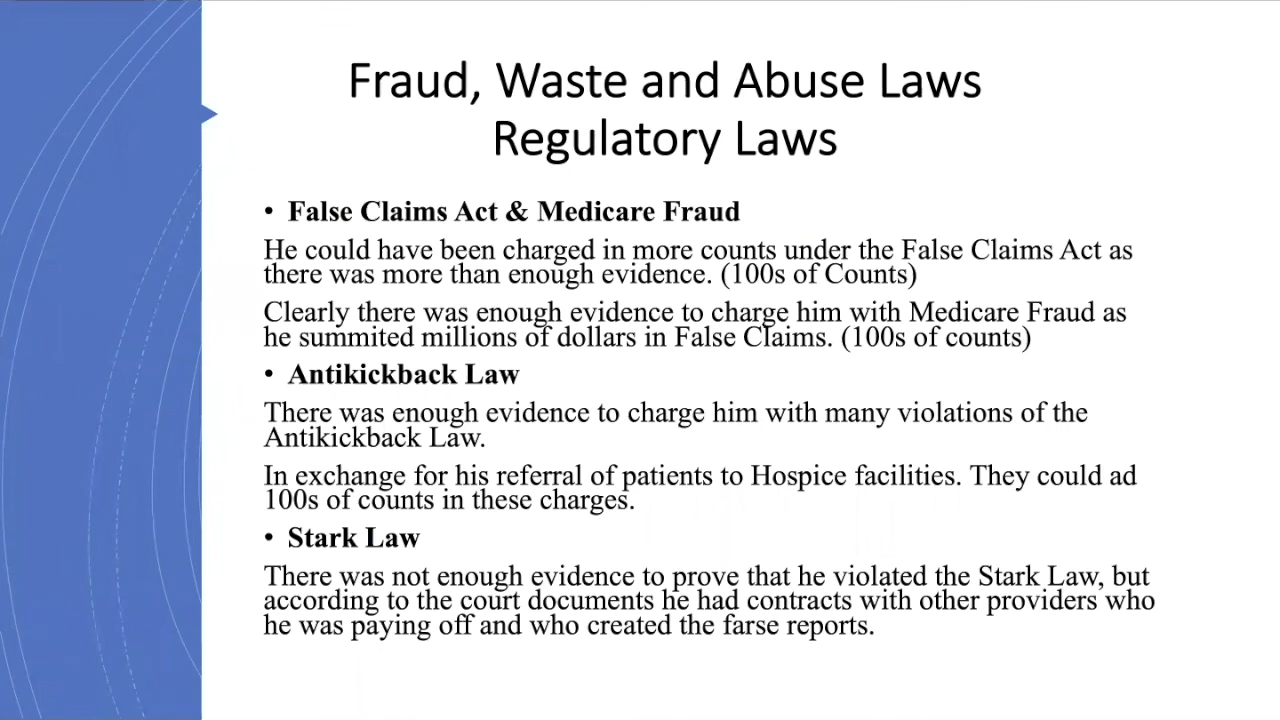 Fraud, Waste and Abuse Laws
Regulatory Laws
• False Claims Act & Medicare Fraud
He could have been charged in more counts under the False Claims Act as
there was more than enough evidence. (100s of Counts)
Clearly there was enough evidence to charge him with Medicare Fraud as
he summited millions of dollars in False Claims. (100s of counts)
• Antikickback Law
There was enough evidence to charge him with many violations of the
Antikickback Law.
In exchange for his referral of patients to Hospice facilities. They could ad
100s of counts in these charges.
• Stark Law
There was not enough evidence to prove that he violated the Stark Law, but
according to the court documents he had contracts with other providers who
he was paying off and who created the farse reports.